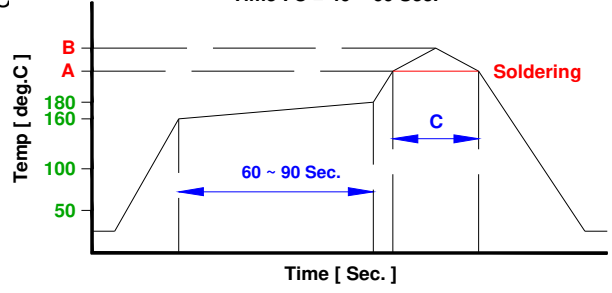 B
A
Soldering
180
160
C
100
60 ~ 90 Sec.
50
Temp [ deg.C ]
Time [ Sec. ]